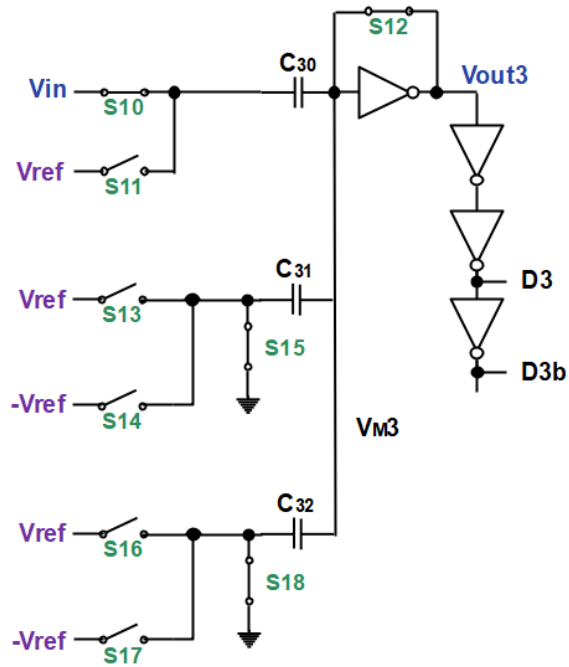 S12
C30
Vin
S10
Vout3
Vref
S11
C31
Vref
S13
D3
S15
-Vref
S14
D3b
VM3
C32
Vref
S16
S18
-Vref
S17